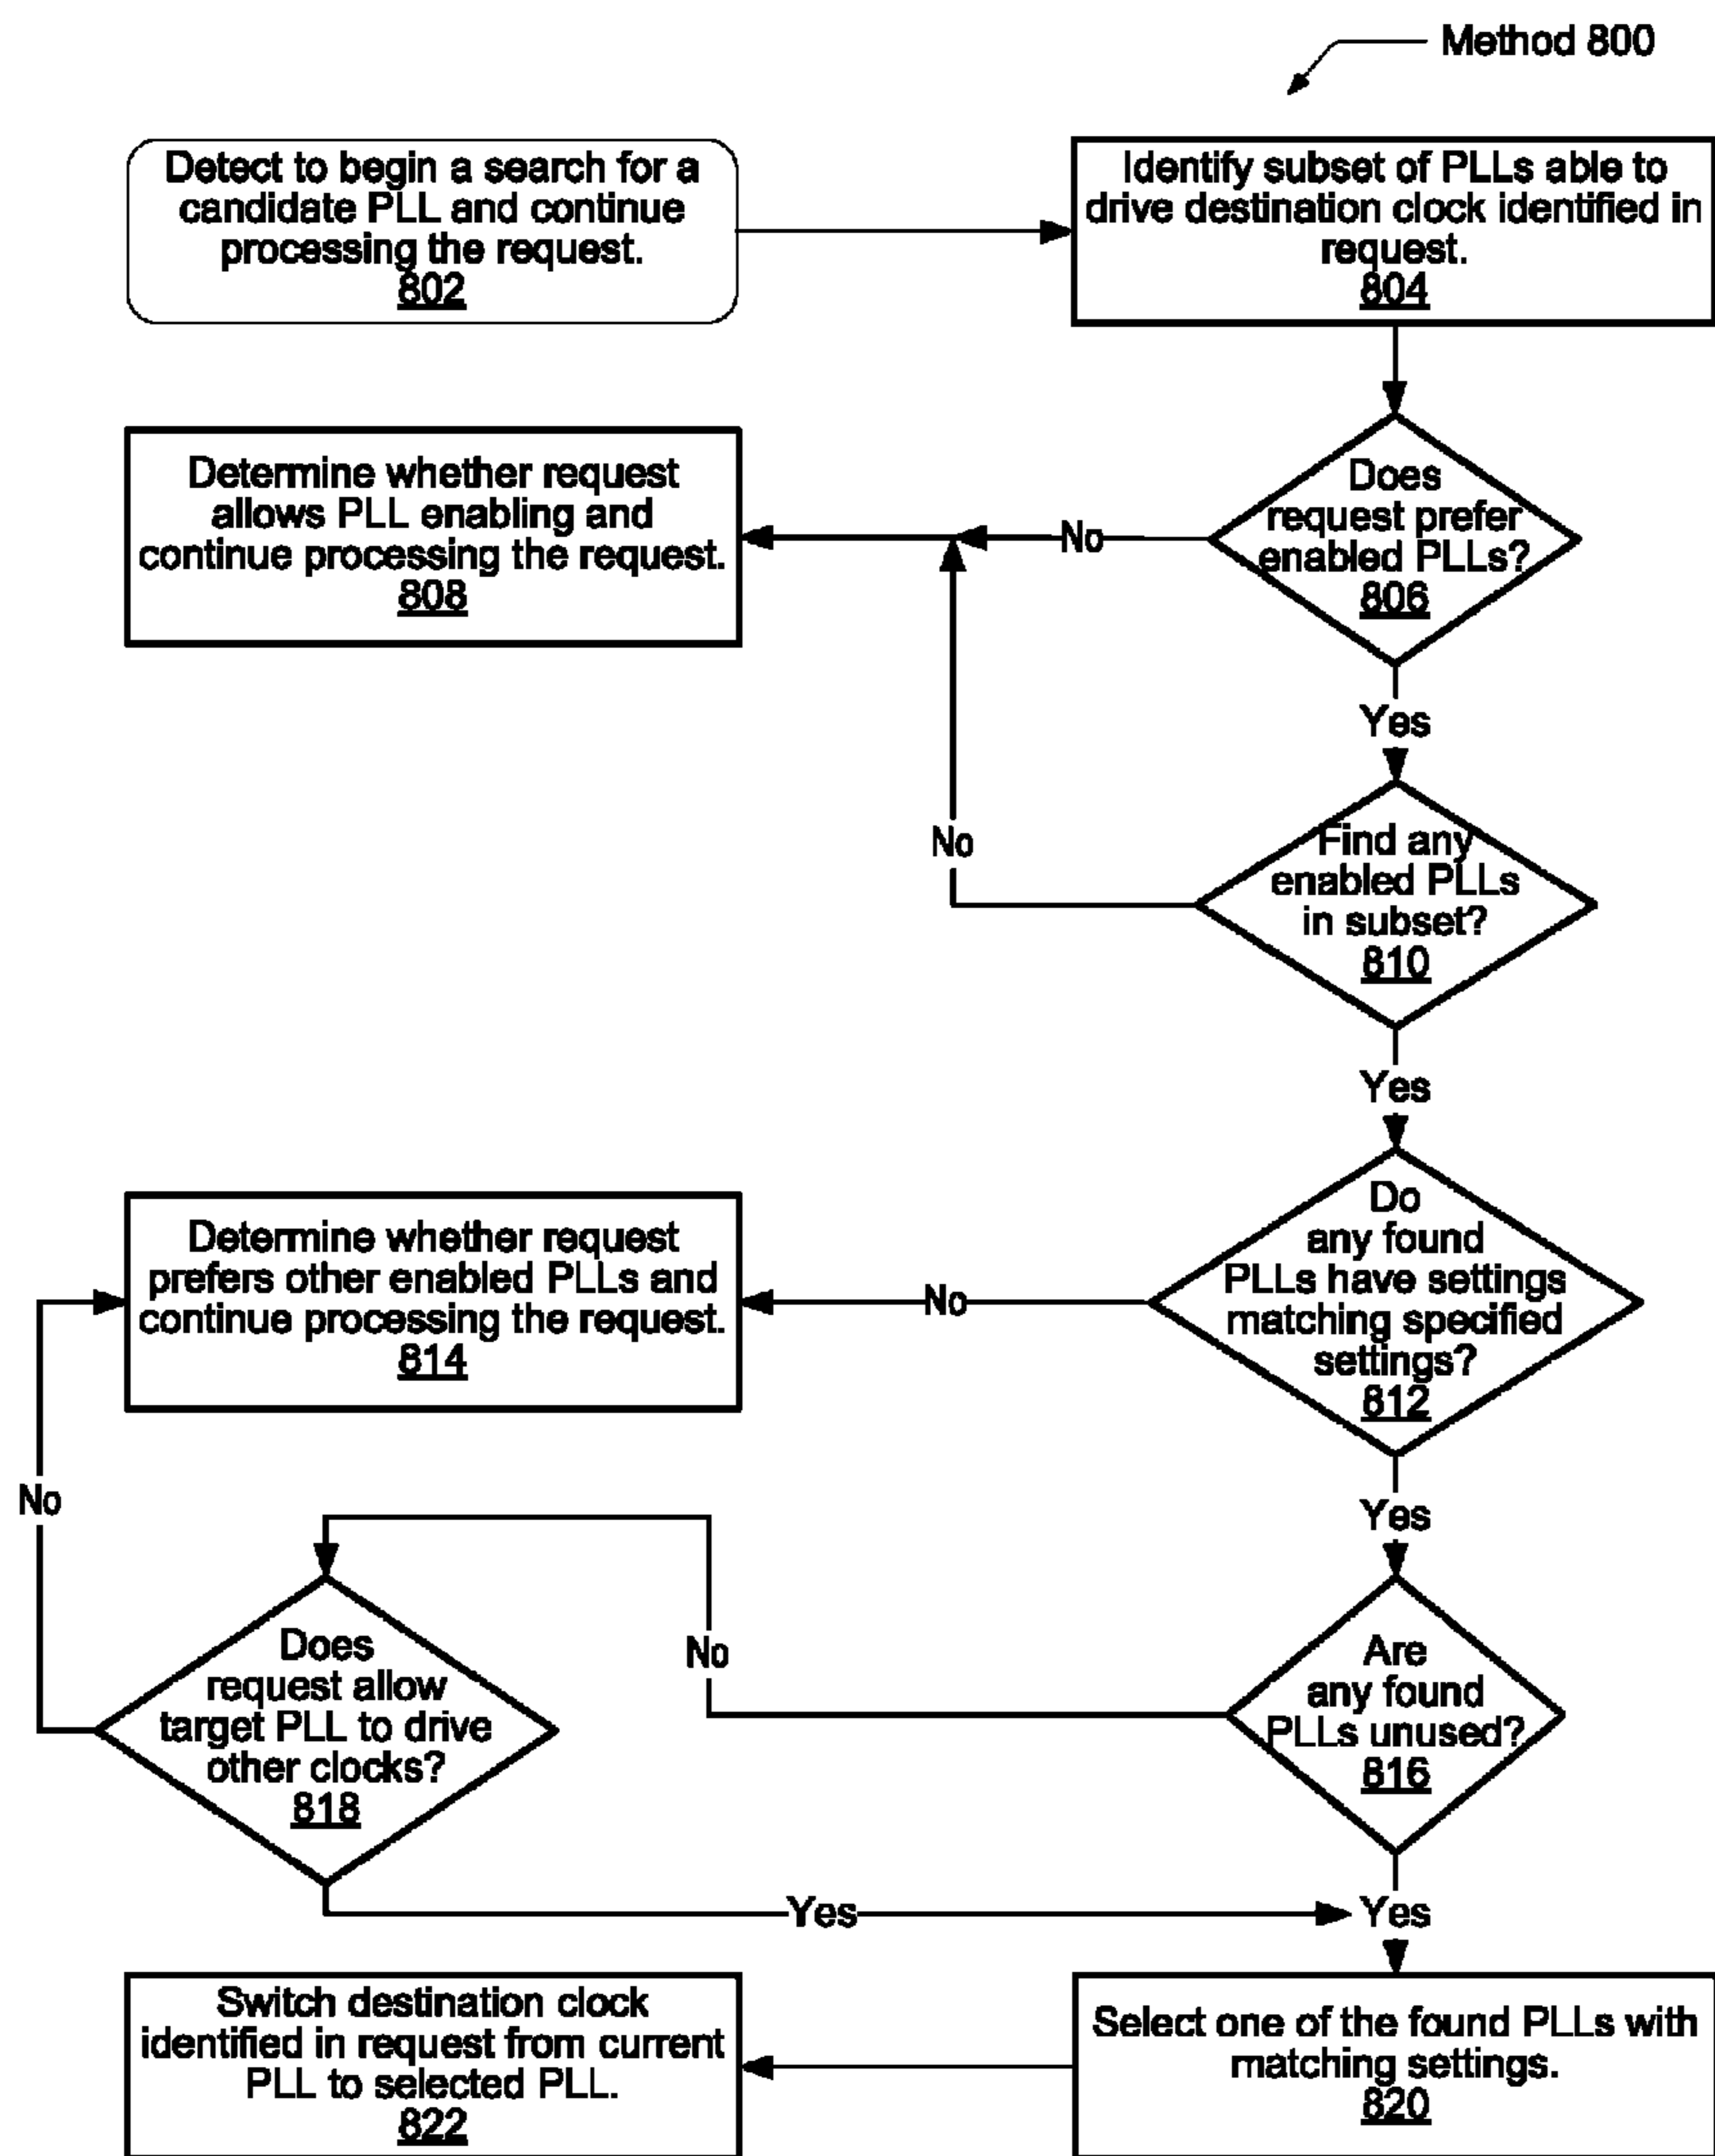 Method 800
Detect to begin a search for a
candidate PLL and continue
processing the request.
802
Identify subset of PLLs able to
drive destination clock identified in
request.
804
Does
request prefer
enabled PLLs?
806
No
Determine whether request
allows PLL enabling and
continue processing the request.
808
Yes
Find any
enabled PLLs
in subset?
810
No
Yes
Do
any found
PLLs have settings
matching specified
settings?
812
No
Determine whether request
prefers other enabled PLLs and
continue processing the request.
814
Yes
Are
any found
PLLs unused?
816
No
Does
request allow
target PLL to drive
other clocks?
818
No
Yes
Yes
Select one of the found PLLs with
matching settings.
820
Switch destination clock
identified in request from current
PLL to selected PLL.
822